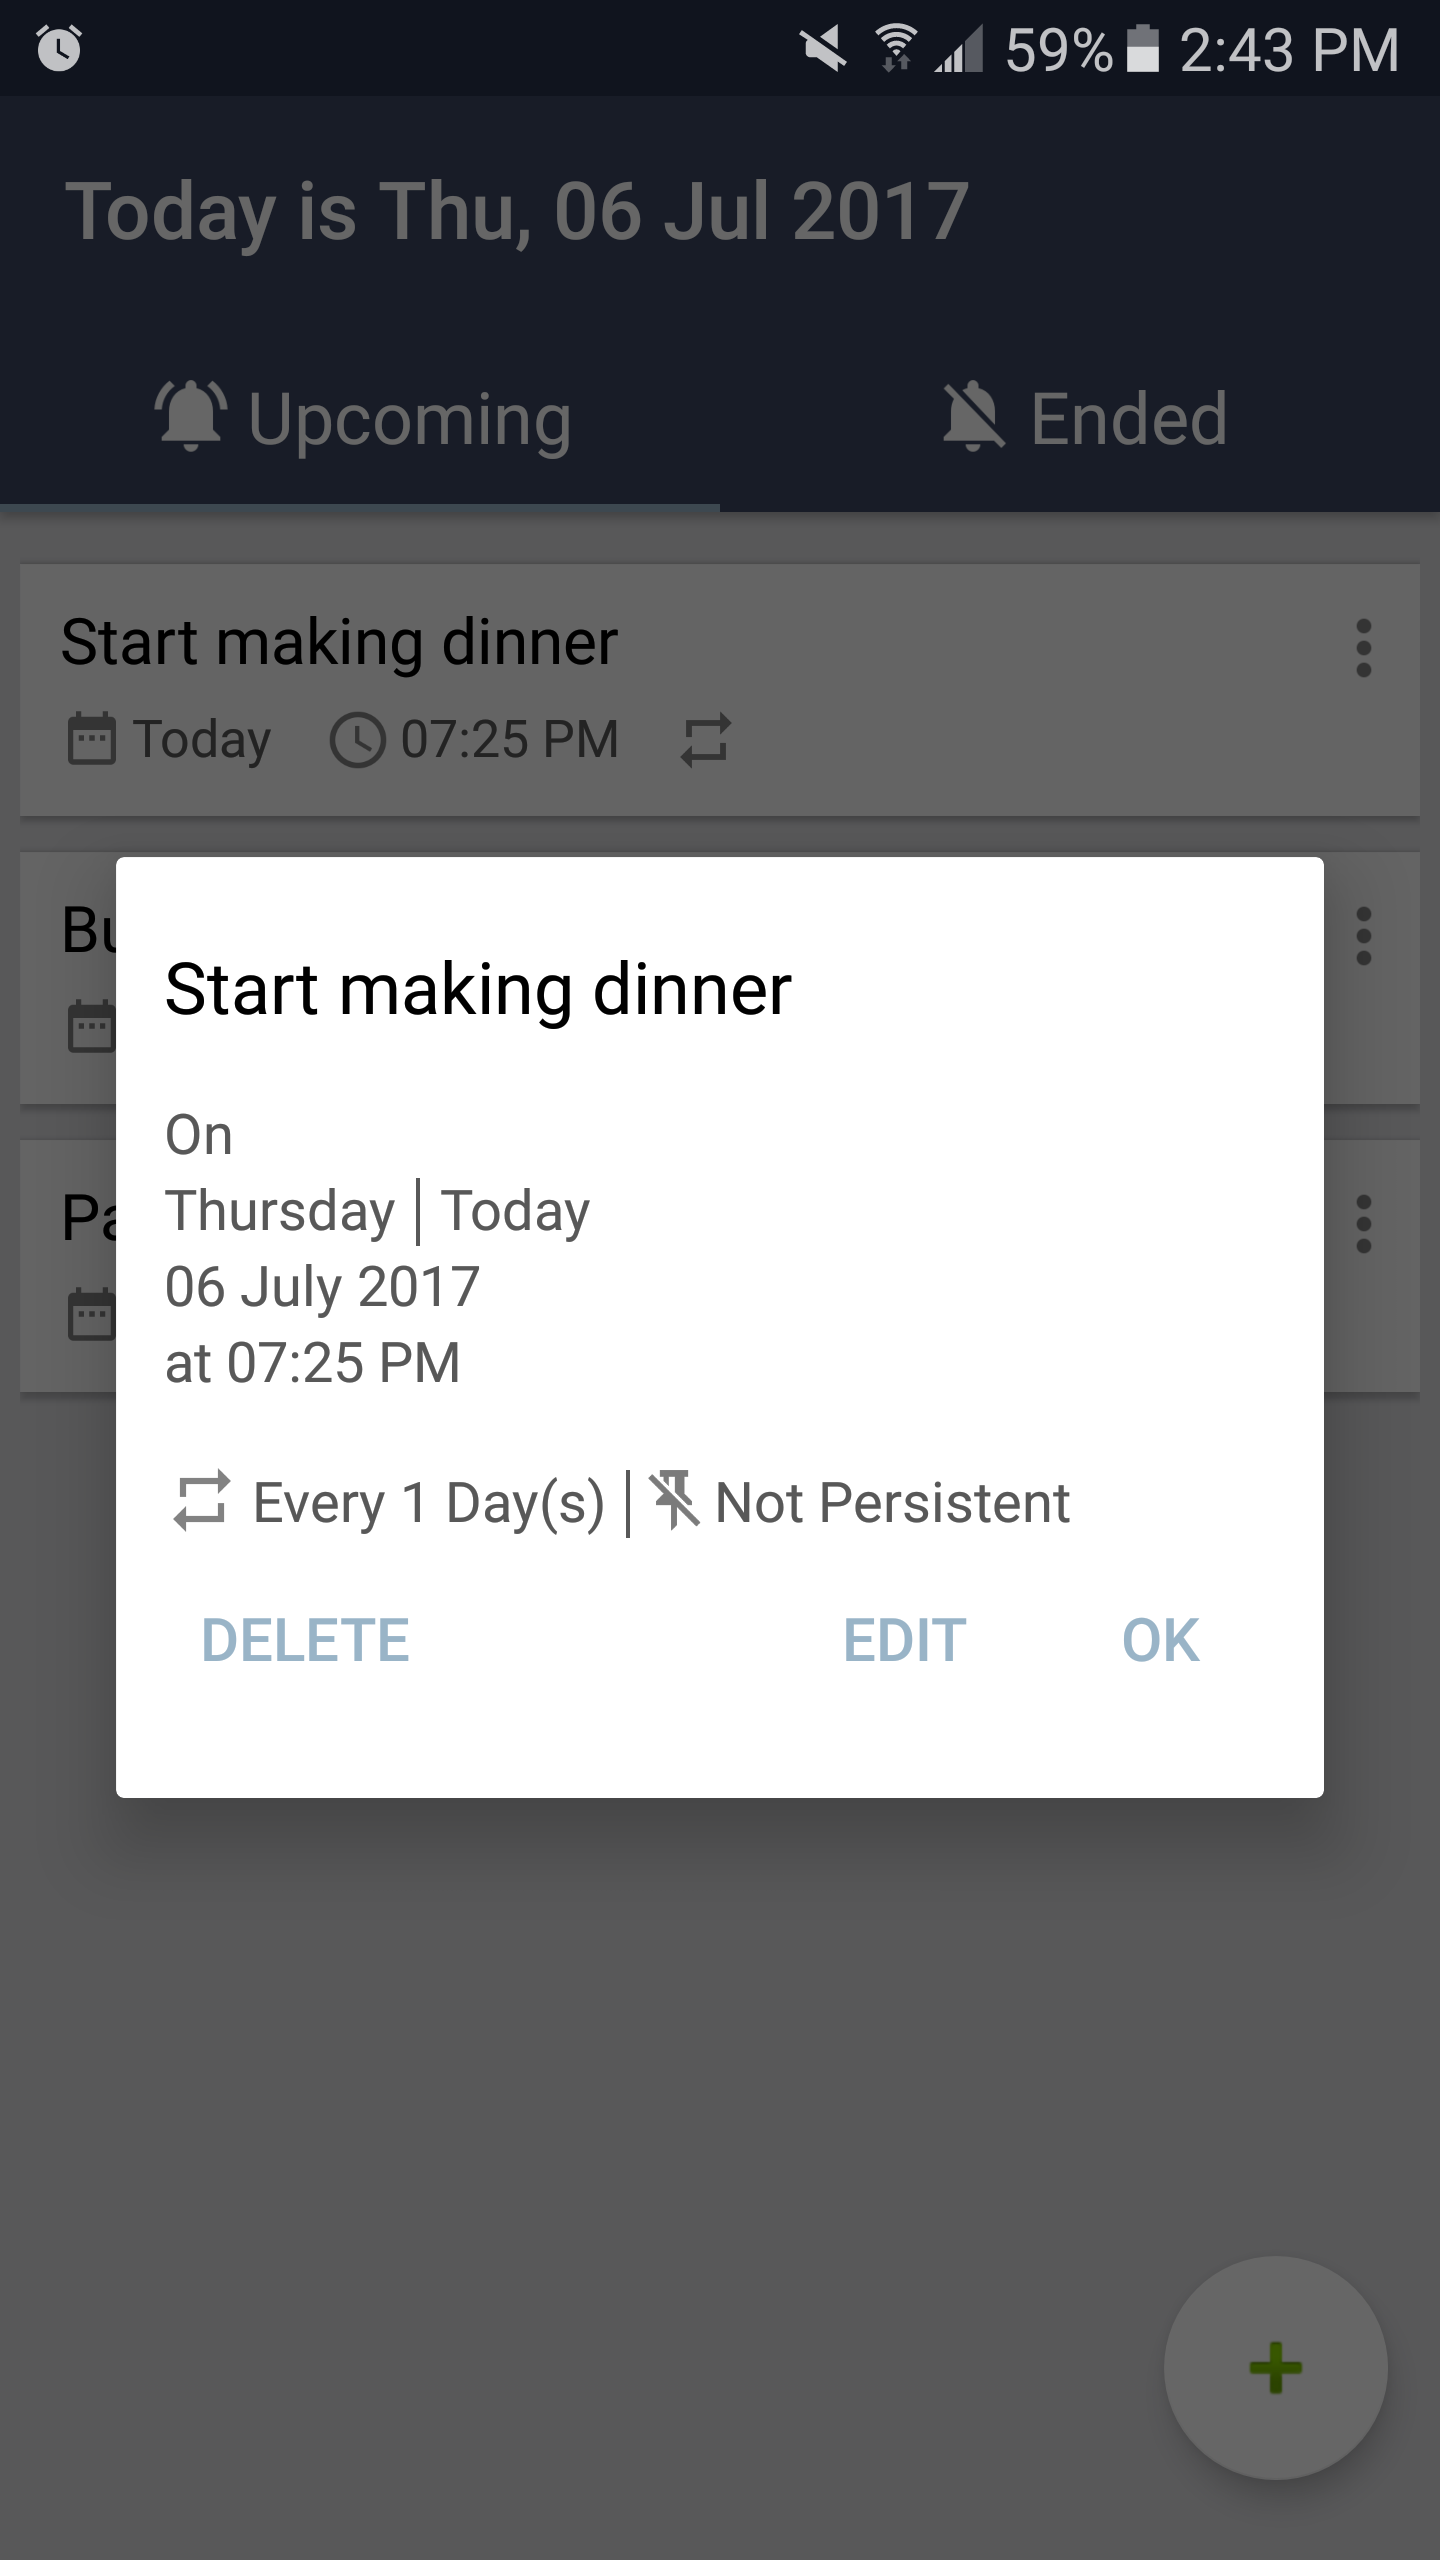 59% 2:43 PM
Today is Thu, 06 Jul 2017
Upcoming Ended
Start making dinner
Today 07:25 PM
Start making dinner
On
Thursday | Today
06 July 2017
at 07:25 PM
Every 1 Day(s) | Not Persistent
DELETE EDIT OK